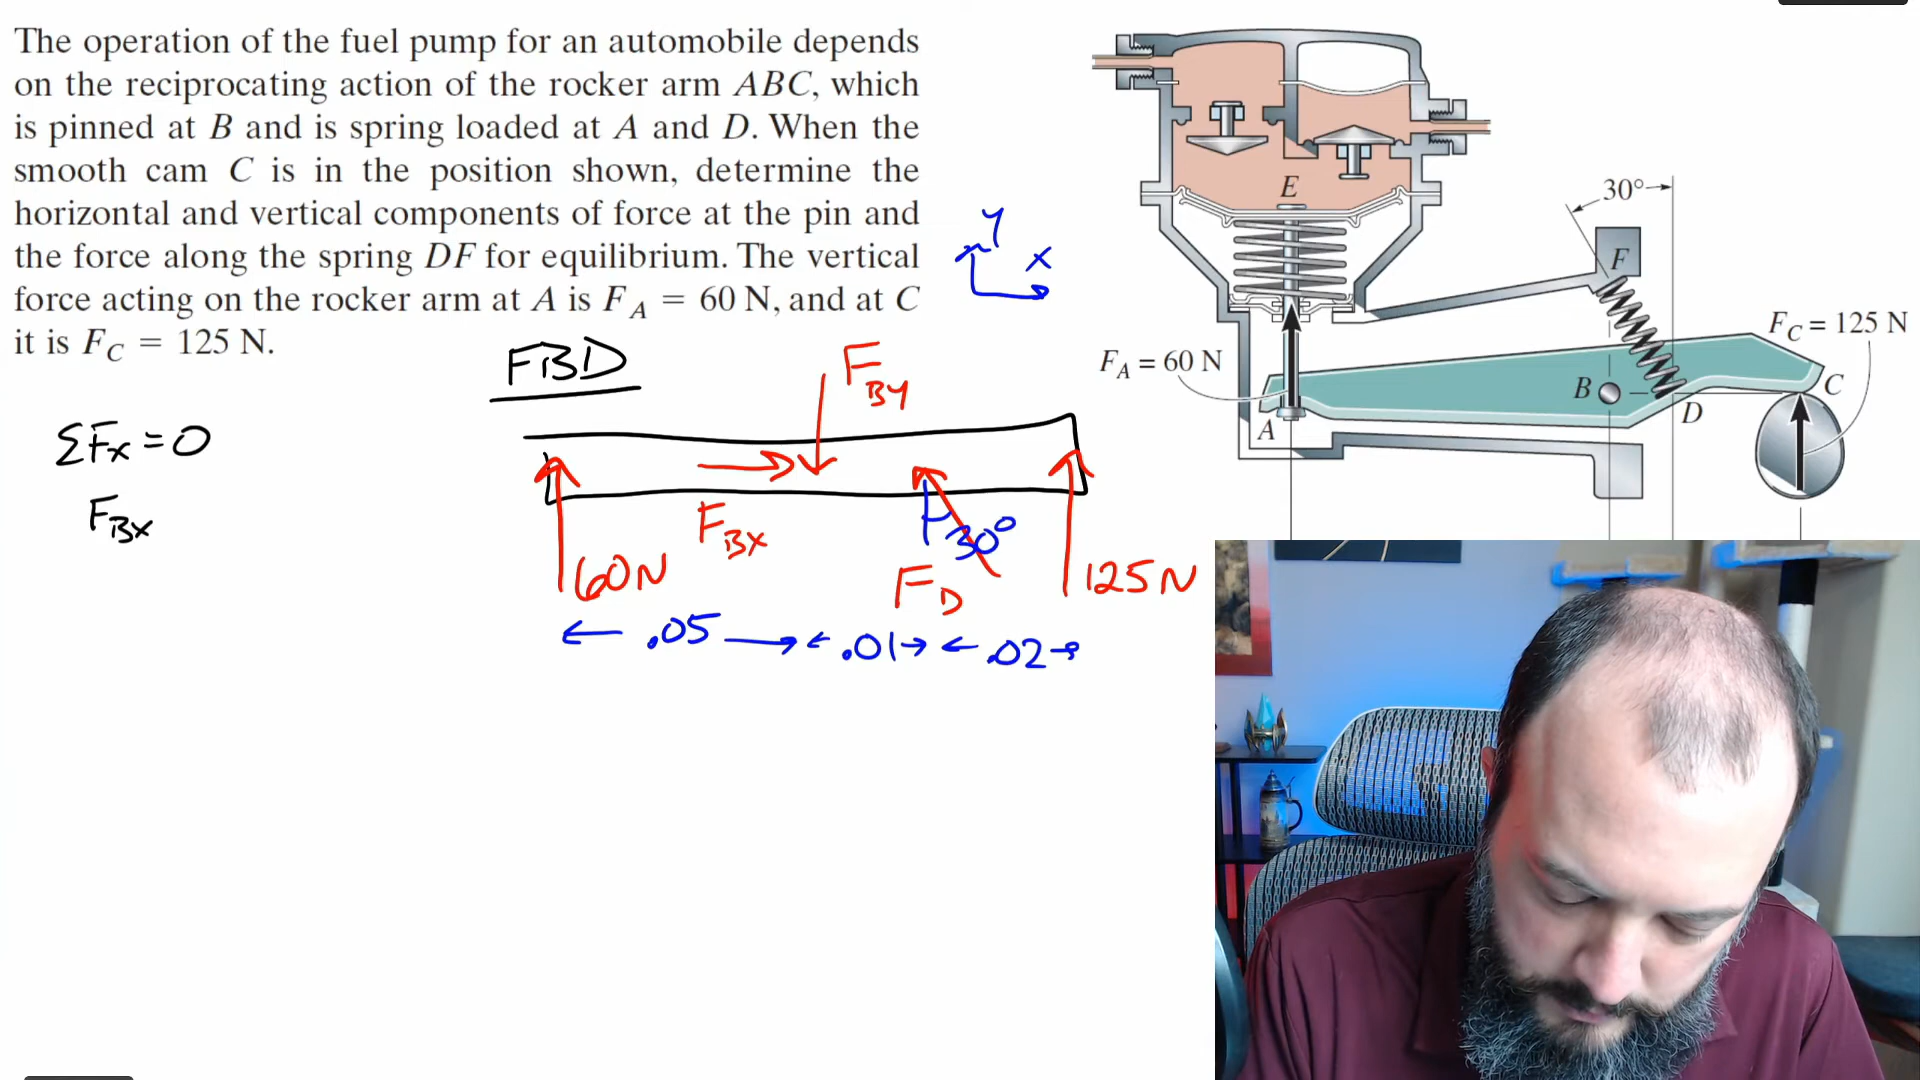 The operation of the fuel pump for an automobile depends
on the reciprocating action of the rocker arm ABC, which
is pinned at B and is spring loaded at A and D. When the
smooth cam C is in the position shown, determine the
horizontal and vertical components of force at the pin and
the force along the spring DF for equilibrium. The vertical
force acting on the rocker arm at A is F_A = 60 N, and at C
it is F_C = 125 N.
Y
X
FBD
F_BY
ΣFx = 0
F_BX
F_BX
30°
60N
F_D
125N
.05
.01
.02
E
30°
F
F_C = 125 N
F_A = 60 N
B
C
D
A